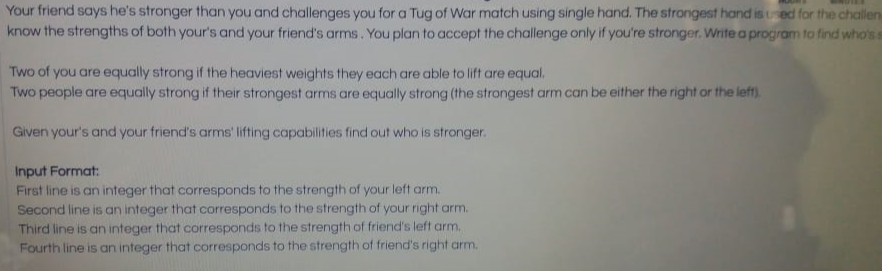 Your friend says he's stronger than you and challenges you for a Tug of War match using single hand. The strongest hand is used for the challen
know the strengths of both your's and your friend's arms. You plan to accept the challenge only if you're stronger. Write a program to find who's s
Two of you are equally strong if the heaviest weights they each are able to lift are equal.
Two people are equally strong if their strongest arms are equally strong (the strongest arm can be either the right or the left).
Given your's and your friend's arms' lifting capabilities find out who is stronger.
Input Format:
First line is an integer that corresponds to the strength of your left arm.
Second line is an integer that corresponds to the strength of your right arm.
Third line is an integer that corresponds to the strength of friend's left arm.
Fourth line is an integer that corresponds to the strength of friend's right arm.